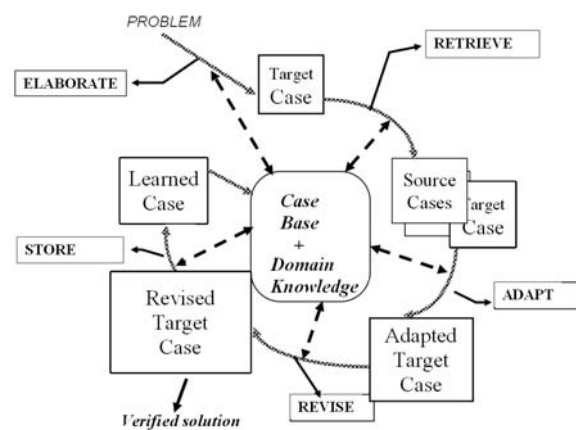 PROBLEM
RETRIEVE
ELABORATE
Target
Case
Learned
Case
Case
Base
+
Domain
Knowledge
Source
Cases
Target
Case
STORE
ADAPT
Revised
Target
Case
Adapted
Target
Case
REVISE
Verified solution